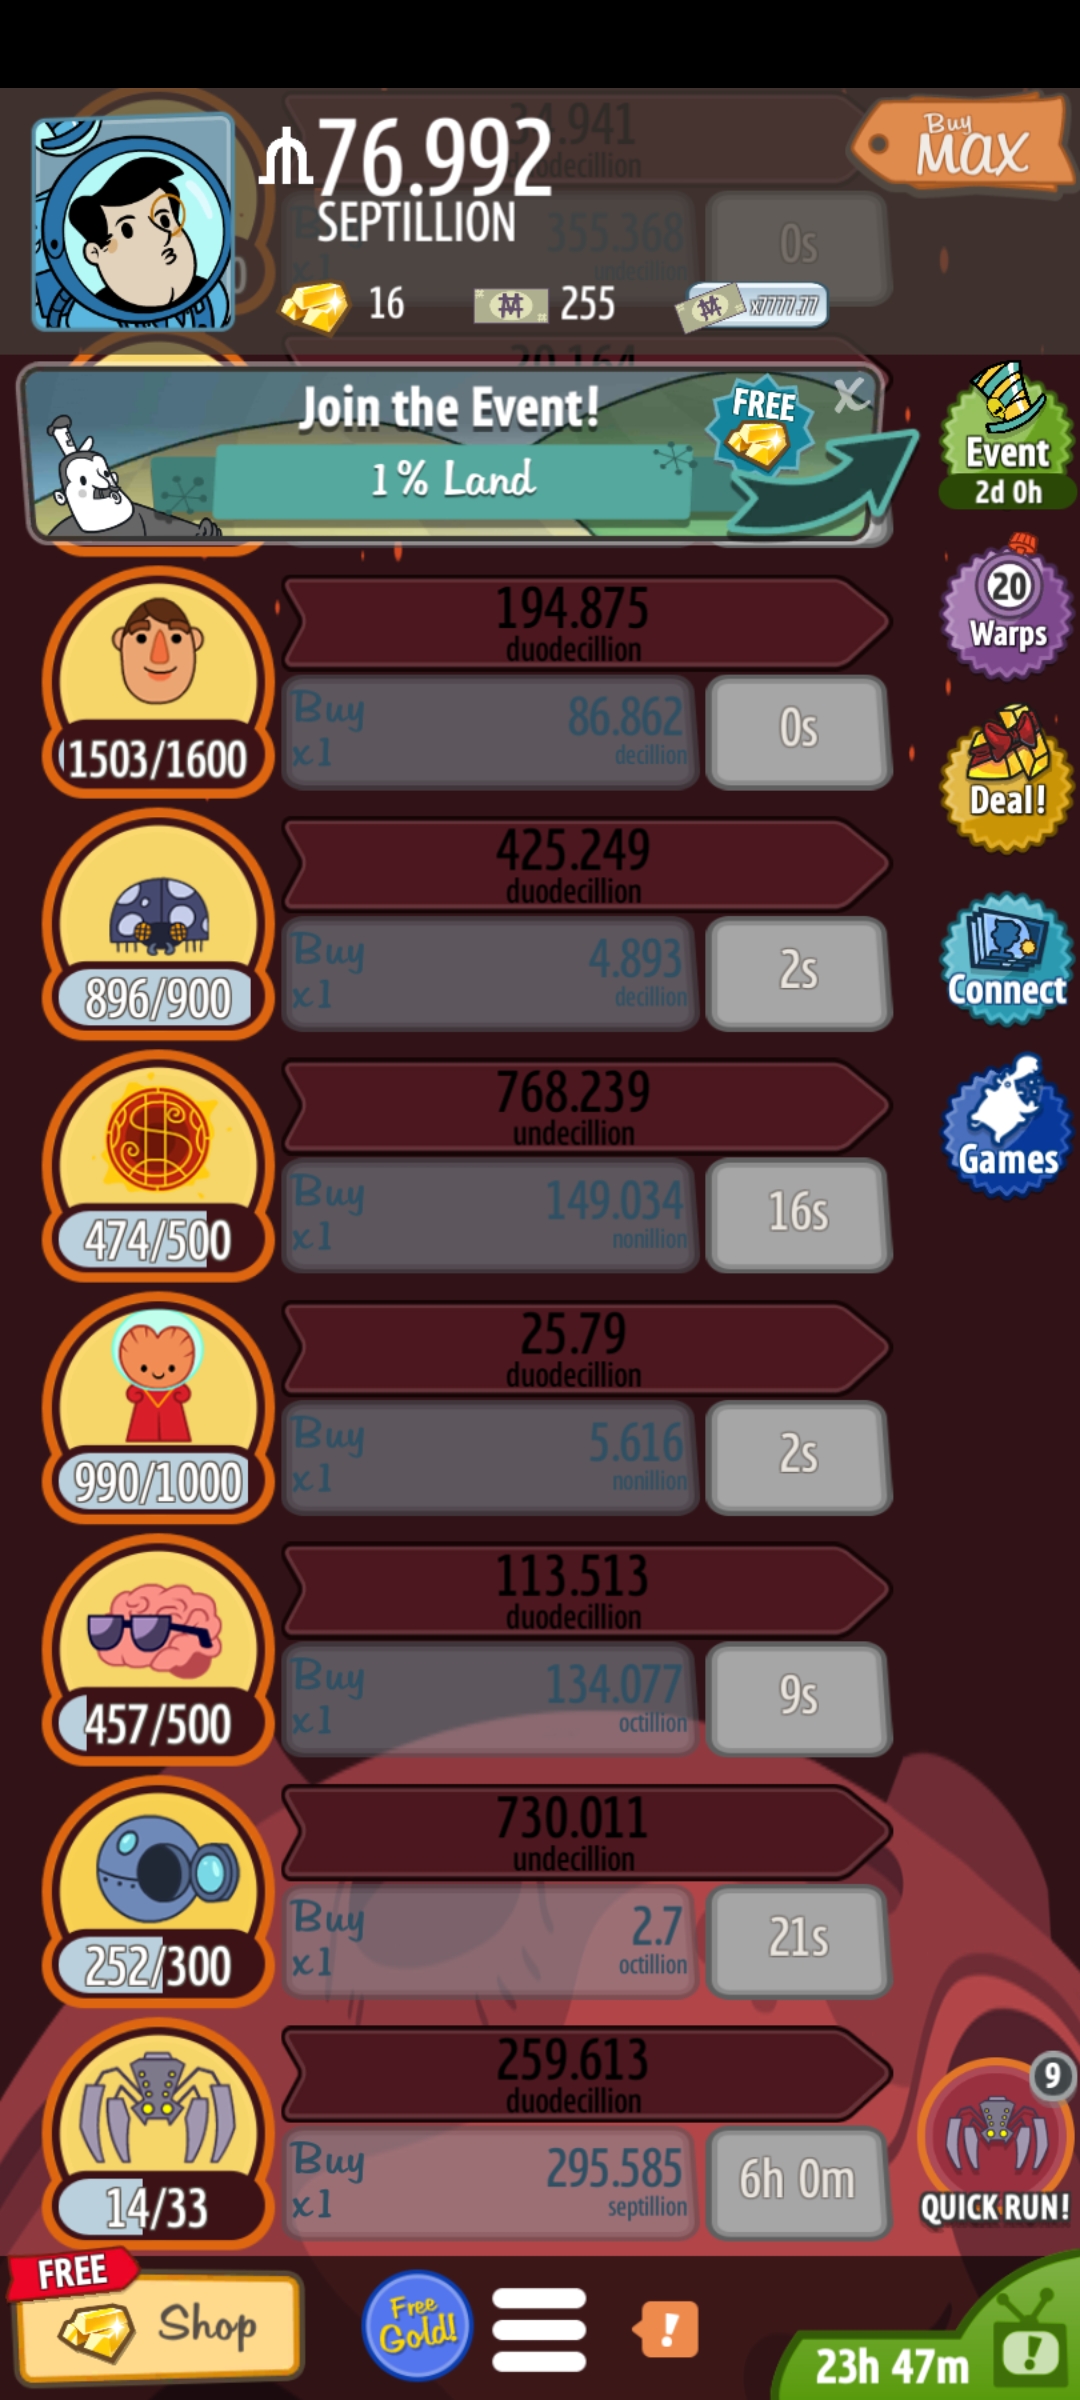 34.941
duodecillion
Buy
MAX
76.992
SEPTILLION
355.368
undecillion
x1
0s
16
255
x7777.77
20.164
Join the Event!
FREE
x
1% Land
Event
2d 0h
194.875
duodecillion
Buy
x1
86.862
decillion
0s
1503/1600
20
Warps
425.249
duodecillion
Buy
x1
4.893
decillion
2s
896/900
Deal!
Connect
768.239
undecillion
Buy
x1
149.034
nonillion
16s
474/500
Games
25.79
duodecillion
Buy
x1
5.616
nonillion
2s
990/1000
113.513
duodecillion
Buy
x1
134.077
octillion
9s
457/500
730.011
undecillion
Buy
x1
2.7
octillion
21s
252/300
259.613
duodecillion
Buy
x1
295.585
septillion
6h 0m
14/33
9
QUICK RUN!
FREE
Shop
Free
Gold!
!
23h 47m
!